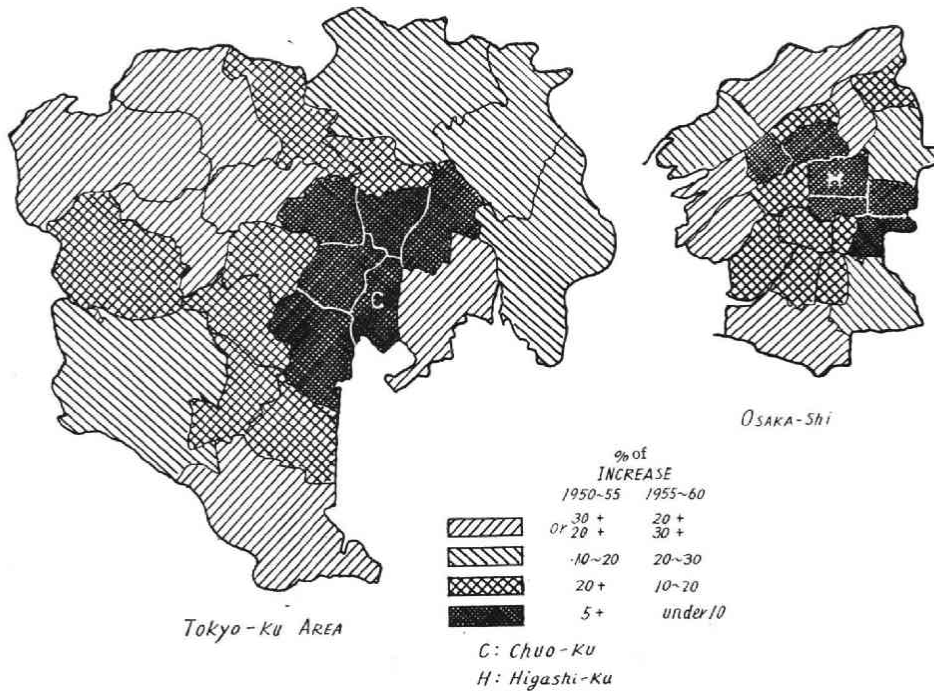 C
H
OSAKA-Shi
% of
INCREASE
1950~55 1955~60
or 30 + 20 +
20 + 30 +
10~20 20~30
20 + 10~20
5 + under 10
TOKYO-KU AREA
C: Chuo-Ku
H: Higashi-Ku